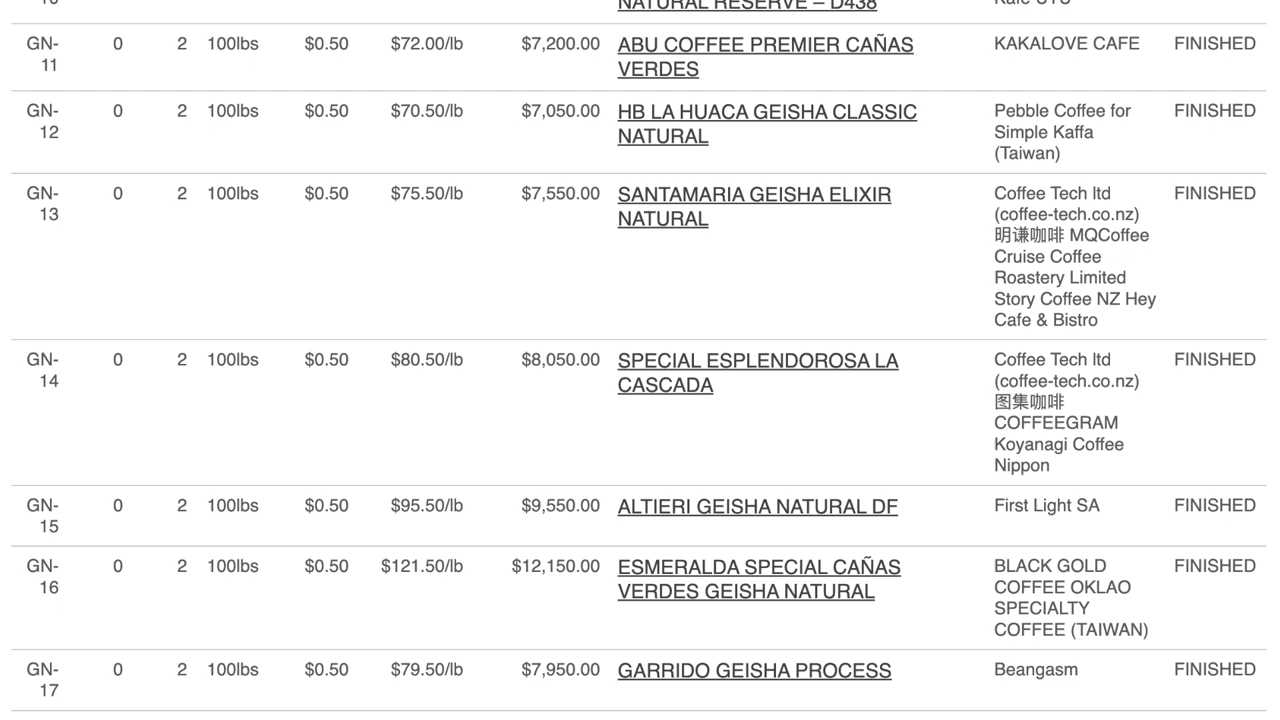 NATURAL RESERVE – D438
GN-11 0 2 100lbs $0.50 $72.00/lb $7,200.00 ABU COFFEE PREMIER CAÑAS VERDES KAKALOVE CAFE FINISHED
GN-12 0 2 100lbs $0.50 $70.50/lb $7,050.00 HB LA HUACA GEISHA CLASSIC NATURAL Pebble Coffee for Simple Kaffa (Taiwan) FINISHED
GN-13 0 2 100lbs $0.50 $75.50/lb $7,550.00 SANTAMARIA GEISHA ELIXIR NATURAL Coffee Tech ltd (coffee-tech.co.nz) 明谦咖啡 MQCoffee Cruise Coffee Roastery Limited Story Coffee NZ Hey Cafe & Bistro FINISHED
GN-14 0 2 100lbs $0.50 $80.50/lb $8,050.00 SPECIAL ESPLENDOROSA LA CASCADA Coffee Tech ltd (coffee-tech.co.nz) 图集咖啡 COFFEEGRAM Koyanagi Coffee Nippon FINISHED
GN-15 0 2 100lbs $0.50 $95.50/lb $9,550.00 ALTIERI GEISHA NATURAL DF First Light SA FINISHED
GN-16 0 2 100lbs $0.50 $121.50/lb $12,150.00 ESMERALDA SPECIAL CAÑAS VERDES GEISHA NATURAL BLACK GOLD COFFEE OKLAO SPECIALTY COFFEE (TAIWAN) FINISHED
GN-17 0 2 100lbs $0.50 $79.50/lb $7,950.00 GARRIDO GEISHA PROCESS Beangasm FINISHED